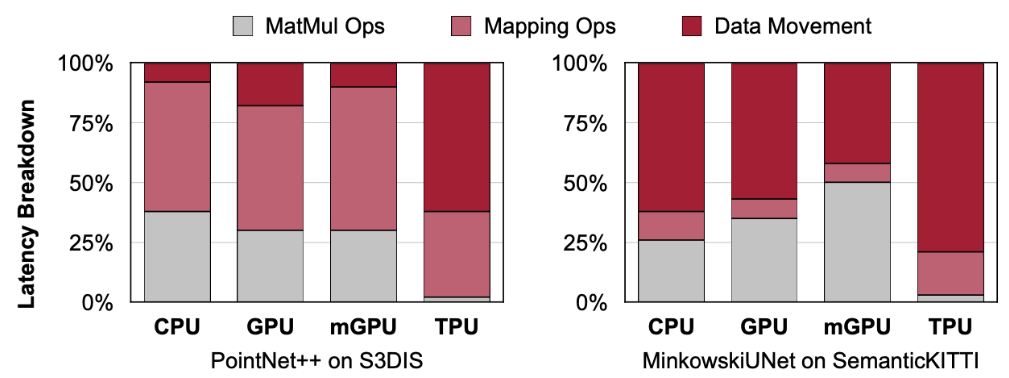 MatMul Ops Mapping Ops Data Movement
Latency Breakdown
100%
75%
50%
25%
0%
CPU GPU mGPU TPU
PointNet++ on S3DIS
100%
75%
50%
25%
0%
CPU GPU mGPU TPU
MinkowskiUNet on SemanticKITTI